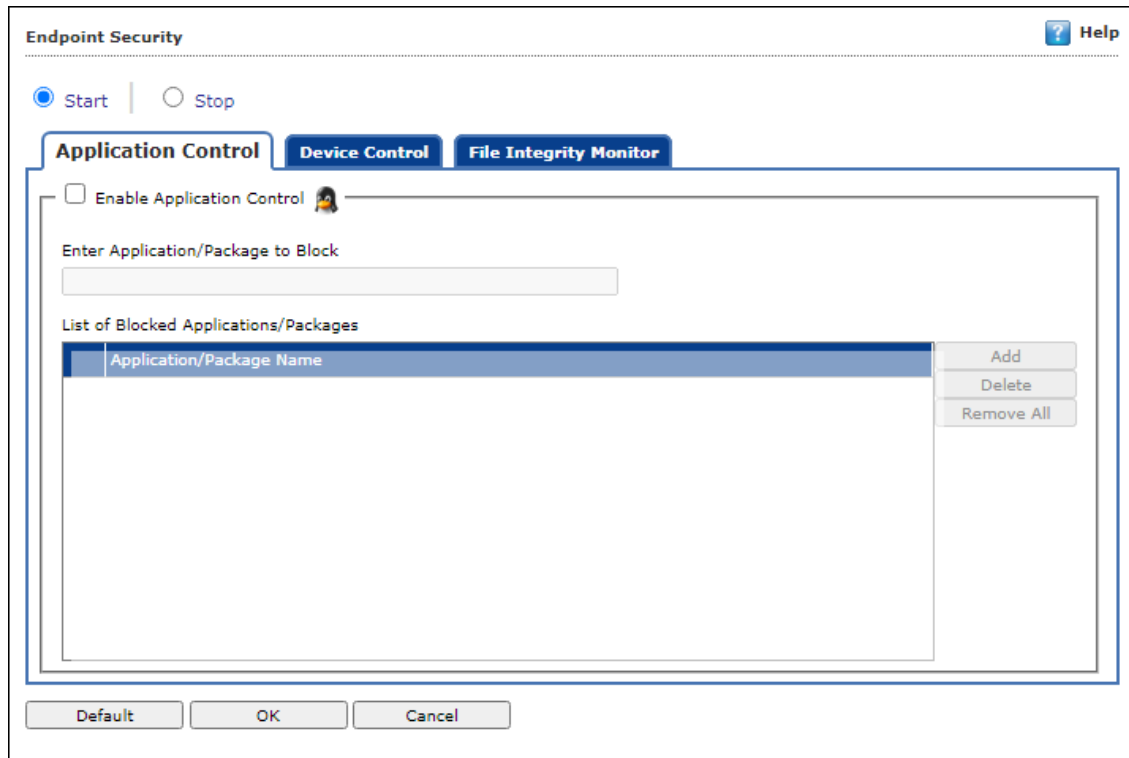 Endpoint Security
? Help
Start Stop
Application Control Device Control File Integrity Monitor
Enable Application Control
Enter Application/Package to Block
List of Blocked Applications/Packages
Application/Package Name
Add
Delete
Remove All
Default OK Cancel